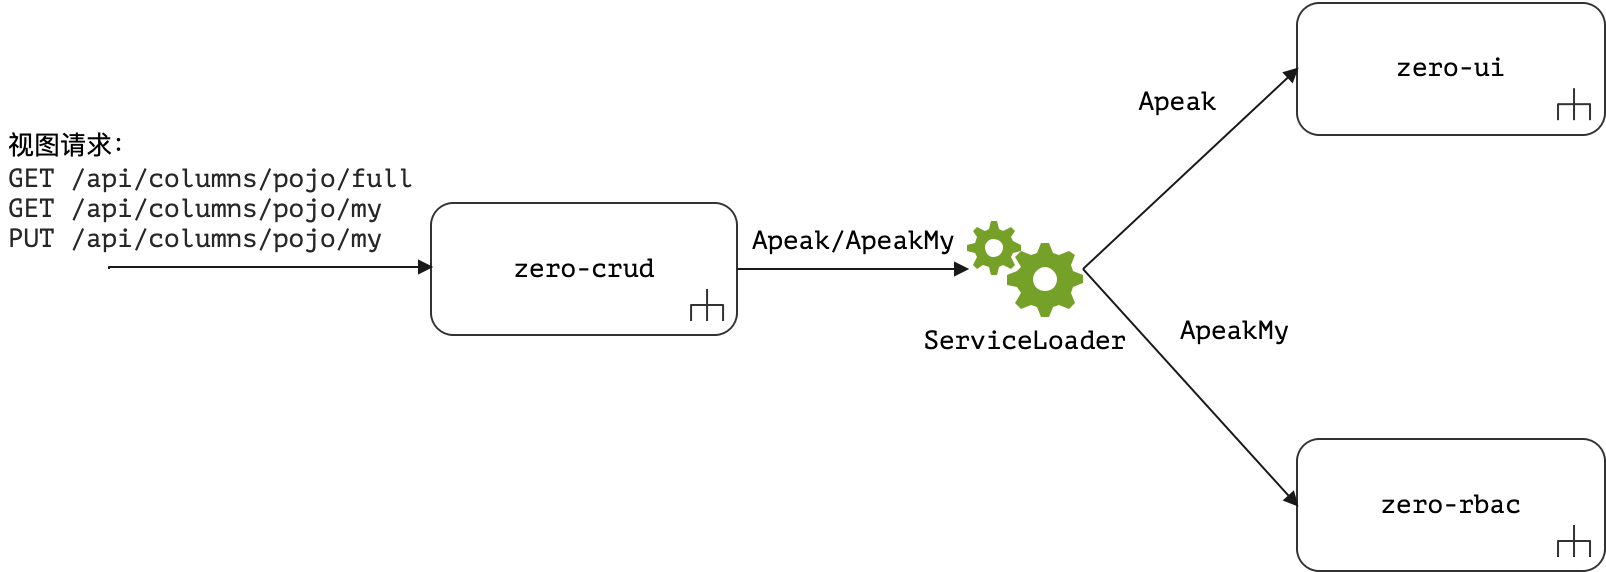 视图请求：
GET /api/columns/pojo/full
GET /api/columns/pojo/my
PUT /api/columns/pojo/my
zero-crud
Apeak/ApeakMy
ServiceLoader
Apeak
zero-ui
ApeakMy
zero-rbac